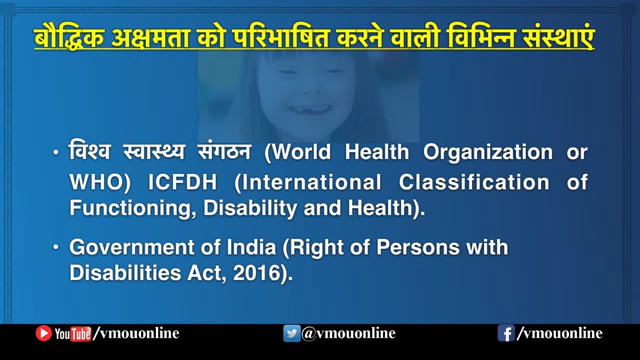 बौद्धिक अक्षमता को परिभाषित करने वाली विभिन्न संस्थाएं
• विश्व स्वास्थ्य संगठन (World Health Organization or
WHO) ICFDH (International Classification of
Functioning, Disability and Health).
• Government of India (Right of Persons with
Disabilities Act, 2016).
YouTube/vmouonline @vmouonline f/vmouonline